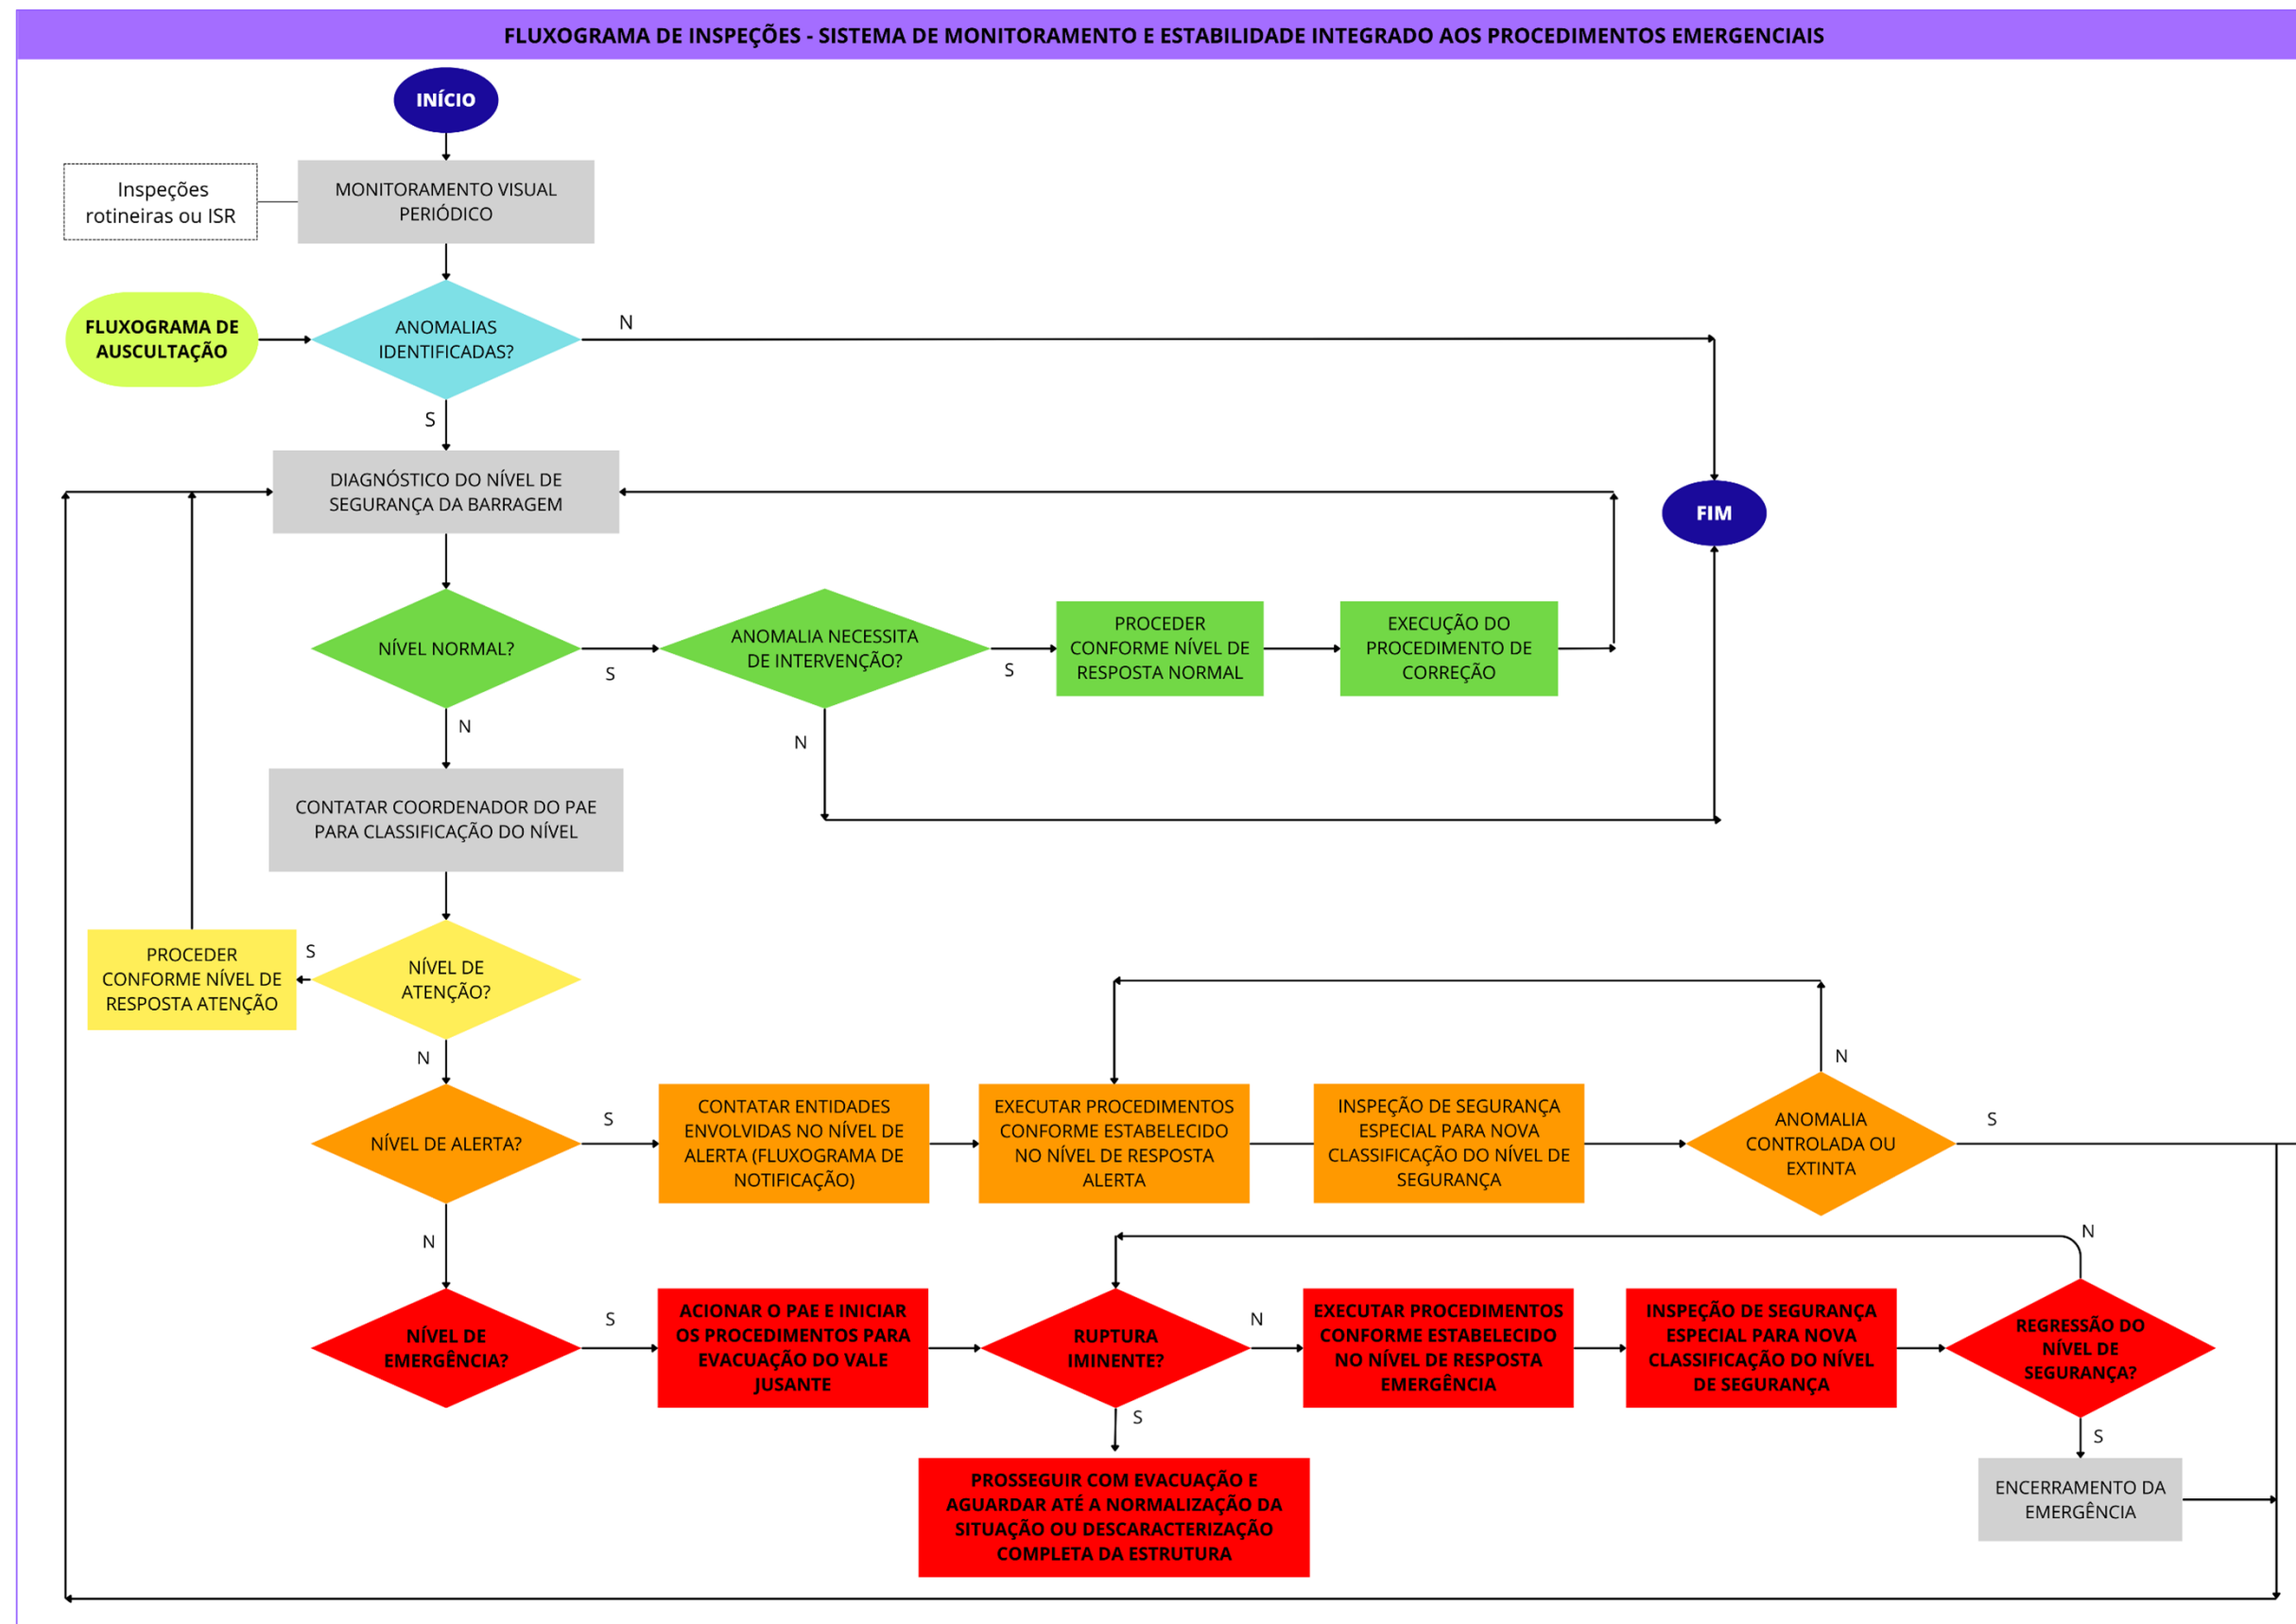 FLUXOGRAMA DE INSPEÇÕES - SISTEMA DE MONITORAMENTO E ESTABILIDADE INTEGRADO AOS PROCEDIMENTOS EMERGENCIAIS
INÍCIO
Inspeções
rotineiras ou ISR
MONITORAMENTO VISUAL
PERIÓDICO
FLUXOGRAMA DE
AUSCULTAÇÃO
ANOMALIAS
IDENTIFICADAS?
N
S
DIAGNÓSTICO DO NÍVEL DE
SEGURANÇA DA BARRAGEM
FIM
NÍVEL NORMAL?
S
ANOMALIA NECESSITA
DE INTERVENÇÃO?
S
PROCEDER
CONFORME NÍVEL DE
RESPOSTA NORMAL
EXECUÇÃO DO
PROCEDIMENTO DE
CORREÇÃO
N
N
CONTATAR COORDENADOR DO PAE
PARA CLASSIFICAÇÃO DO NÍVEL
PROCEDER
CONFORME NÍVEL DE
RESPOSTA ATENÇÃO
S
NÍVEL DE
ATENÇÃO?
N
N
NÍVEL DE ALERTA?
S
CONTATAR ENTIDADES
ENVOLVIDAS NO NÍVEL DE
ALERTA (FLUXOGRAMA DE
NOTIFICAÇÃO)
EXECUTAR PROCEDIMENTOS
CONFORME ESTABELECIDO
NO NÍVEL DE RESPOSTA
ALERTA
INSPEÇÃO DE SEGURANÇA
ESPECIAL PARA NOVA
CLASSIFICAÇÃO DO NÍVEL DE
SEGURANÇA
ANOMALIA
CONTROLADA OU
EXTINTA
S
N
N
NÍVEL DE
EMERGÊNCIA?
S
ACIONAR O PAE E INICIAR
OS PROCEDIMENTOS PARA
EVACUAÇÃO DO VALE
JUSANTE
RUPTURA
IMINENTE?
N
EXECUTAR PROCEDIMENTOS
CONFORME ESTABELECIDO
NO NÍVEL DE RESPOSTA
EMERGÊNCIA
INSPEÇÃO DE SEGURANÇA
ESPECIAL PARA NOVA
CLASSIFICAÇÃO DO NÍVEL
DE SEGURANÇA
REGRESSÃO DO
NÍVEL DE
SEGURANÇA?
S
S
PROSSEGUIR COM EVACUAÇÃO E
AGUARDAR ATÉ A NORMALIZAÇÃO DA
SITUAÇÃO OU DESCARACTERIZAÇÃO
COMPLETA DA ESTRUTURA
ENCERRAMENTO DA
EMERGÊNCIA